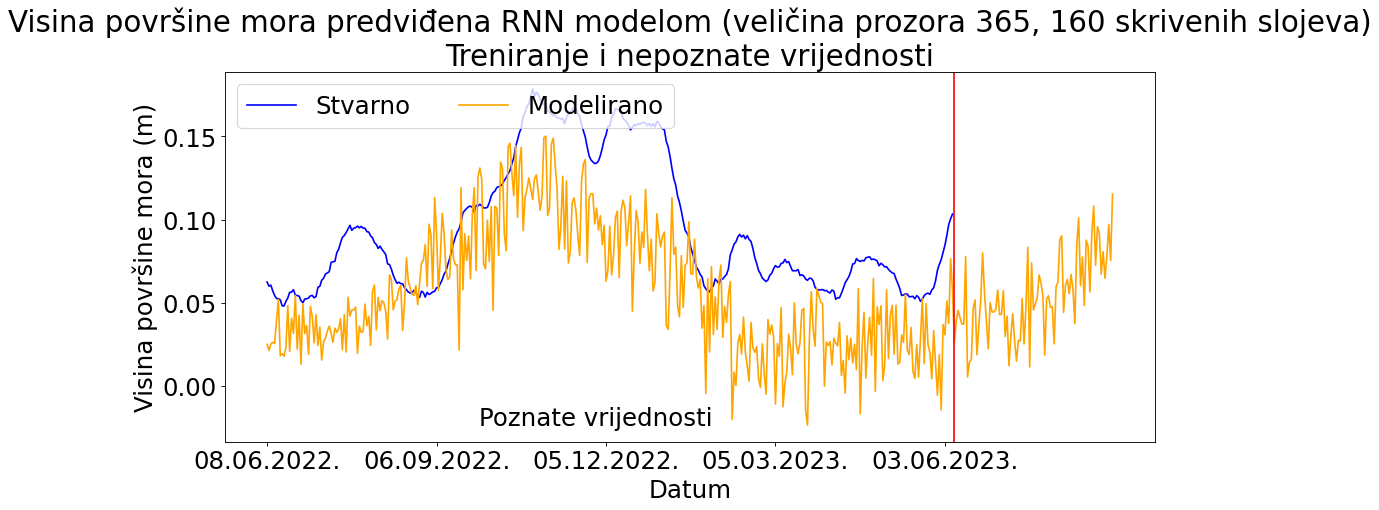 Visina površine mora predviđena RNN modelom (veličina prozora 365, 160 skrivenih slojeva)
Treniranje i nepoznate vrijednosti
Stvarno Modelirano
Visina površine mora (m)
0.15
0.10
0.05
0.00
Poznate vrijednosti
08.06.2022. 06.09.2022. 05.12.2022. 05.03.2023. 03.06.2023.
Datum